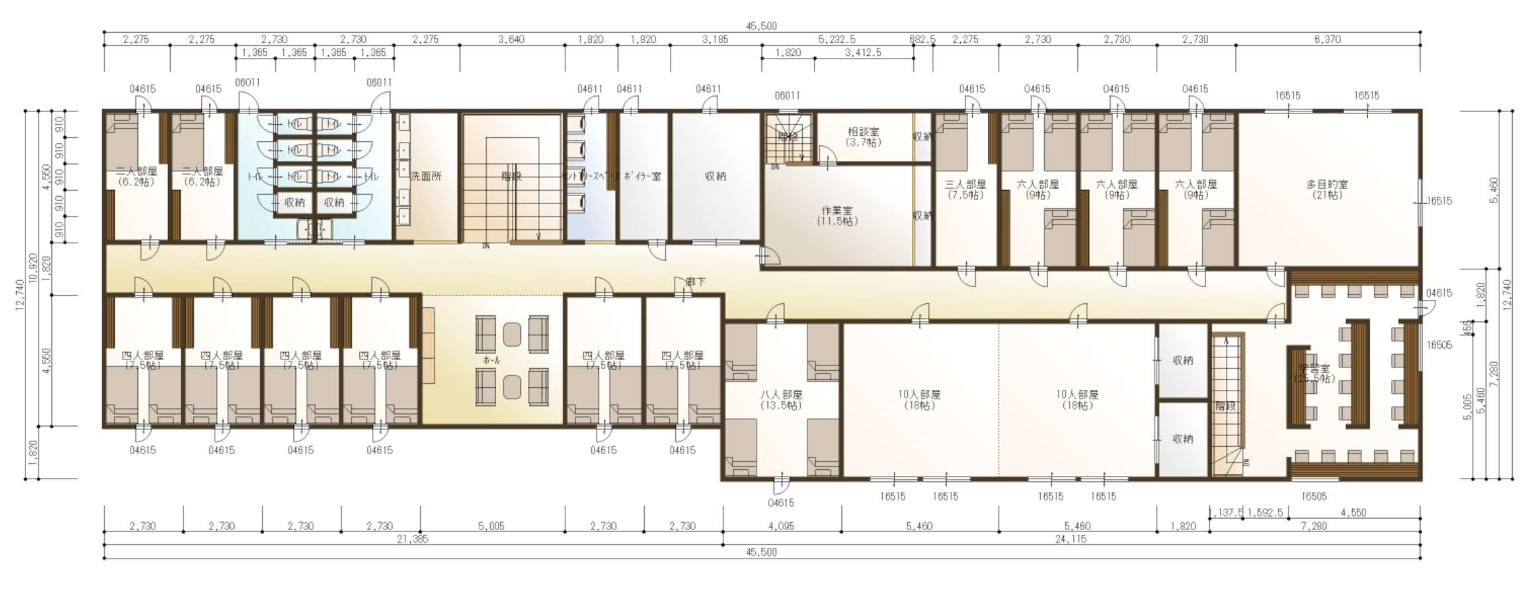 45,500
2,275 2,275 2,730 2,730 2,275 3,640 1,820 1,820 3,185 5,232.5 682.5 2,275 2,730 2,730 2,730 6,370
1,365 1,365 1,365 1,365 1,820 3,412.5
04615 04615 06011 06011 04611 04611 04611 06011 04615 04615 04615 04615 16515 16515
12,740 10,920 4,550 1,820 4,550 1,820
910 910 910 910 910
二人部屋
(6.2帖)
二人部屋
(6.2帖)
トイレ トイレ
トイレ トイレ
トイレ トイレ トイレ トイレ
収納 収納
洗面所
階段
DN
ボイラー室
収納
階段
DN
相談室
(3.7帖)
収納
作業室
(11.5帖)
収納
三人部屋
(7.5帖)
六人部屋
(9帖)
六人部屋
(9帖)
六人部屋
(9帖)
多目的室
(21帖)
16515
5,460 1,820 455 5,005 5,460 7,280 12,740
廊下
04615
16505
四人部屋
(7.5帖)
四人部屋
(7.5帖)
四人部屋
(7.5帖)
四人部屋
(7.5帖)
ホール
四人部屋
(7.5帖)
四人部屋
(7.5帖)
八人部屋
(13.5帖)
10人部屋
(18帖)
10人部屋
(18帖)
収納
収納
階段
DN
学習室
04615 04615 04615 04615 04615 04615
04615 16515 16515 16515 16515 16505
1,137.5 1,592.5 4,550
2,730 2,730 2,730 2,730 5,005 2,730 2,730 4,095 5,460 5,460 1,820 7,280
21,385 24,115
45,500